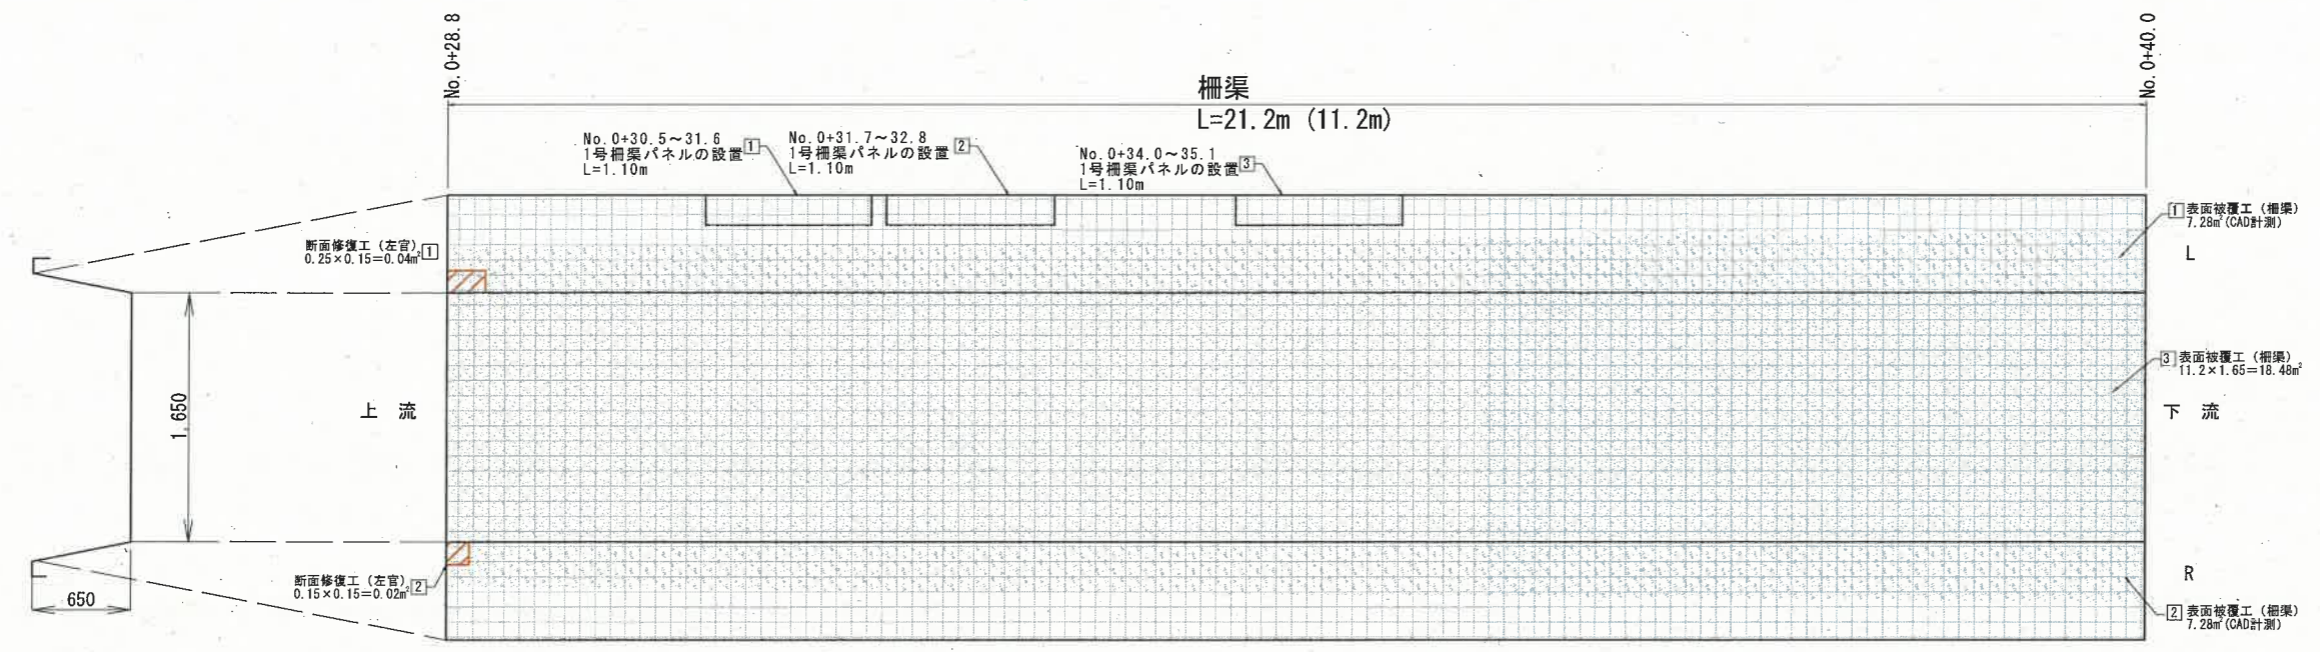 No.0+28.8
No.0+40.0
柵渠
L=21.2m (11.2m)
No.0+30.5～31.6
1号柵渠パネルの設置 1
L=1.10m
No.0+31.7～32.8
1号柵渠パネルの設置 2
L=1.10m
No.0+34.0～35.1
1号柵渠パネルの設置 3
L=1.10m
1 表面被覆工（柵渠）
7.28㎡(CAD計測)
L
断面修復工（左官） 1
0.25×0.15＝0.04㎡
3 表面被覆工（柵渠）
11.2×1.65＝18.48㎡
1,650
上 流
下 流
R
断面修復工（左官） 2
0.15×0.15＝0.02㎡
650
2 表面被覆工（柵渠）
7.28㎡(CAD計測)